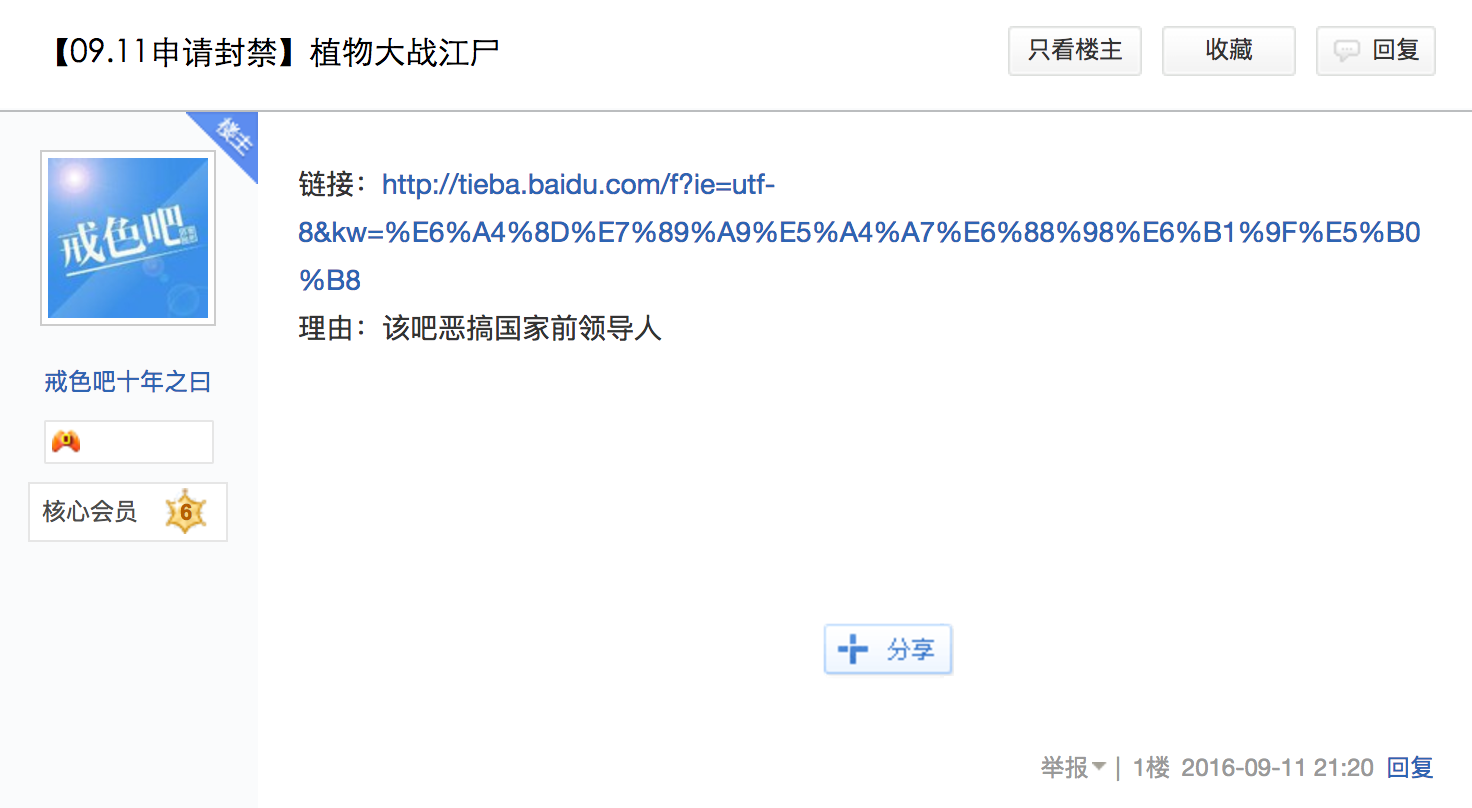 【09.11申请封禁】植物大战江尸
只看楼主
收藏
回复
楼主
戒色吧
戒色吧十年之曰
核心会员 6
链接：http://tieba.baidu.com/f?ie=utf-
8&kw=%E6%A4%8D%E7%89%A9%E5%A4%A7%E6%88%98%E6%B1%9F%E5%B0
%B8
理由：该吧恶搞国家前领导人
分享
举报 | 1楼 2016-09-11 21:20 回复